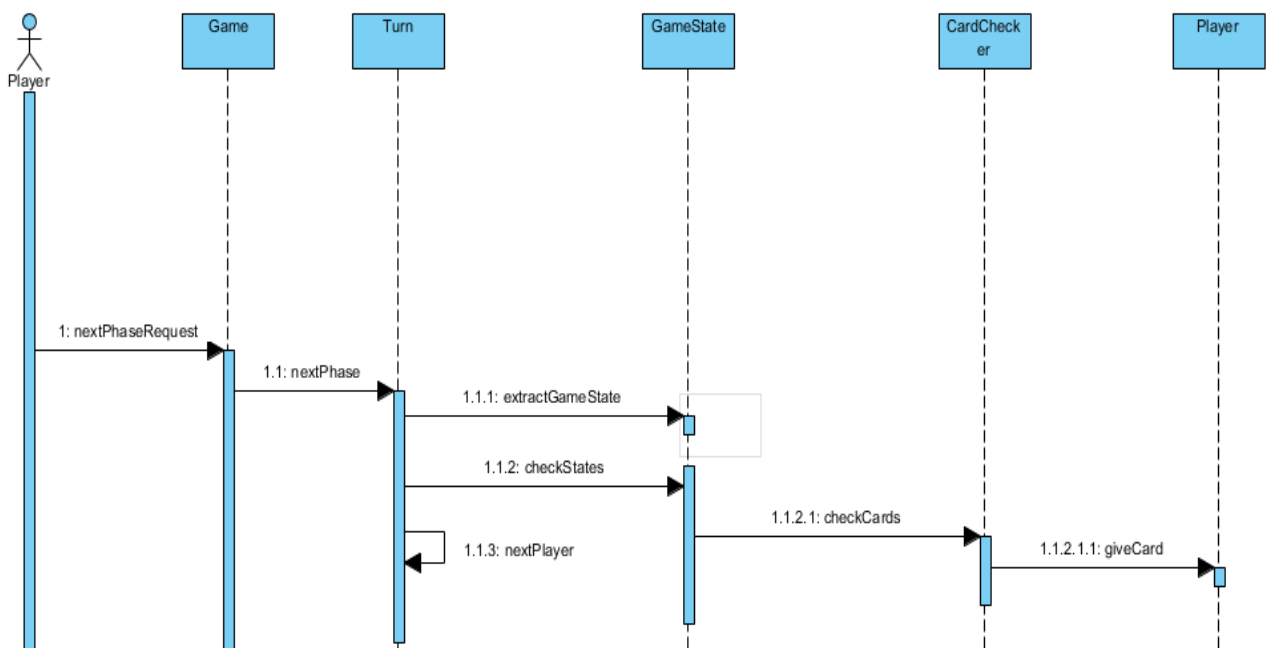 Game
Turn
GameState
CardCheck
er
Player
Player
1: nextPhaseRequest
1.1: nextPhase
1.1.1: extractGameState
1.1.2: checkStates
1.1.2.1: checkCards
1.1.3: nextPlayer
1.1.2.1.1: giveCard